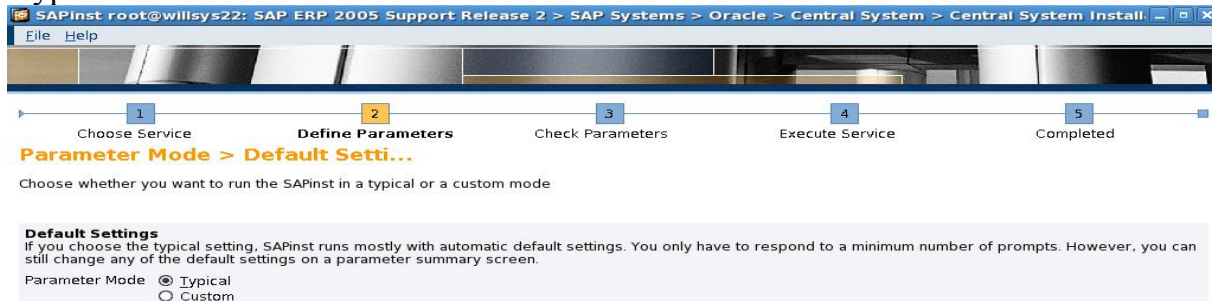 SAPinst root@willsys22: SAP ERP 2005 Support Release 2 > SAP Systems > Oracle > Central System > Central System Install
File Help
1 2 3 4 5
Choose Service Define Parameters Check Parameters Execute Service Completed
Parameter Mode > Default Setti...
Choose whether you want to run the SAPinst in a typical or a custom mode
Default Settings
If you choose the typical setting, SAPinst runs mostly with automatic default settings. You only have to respond to a minimum number of prompts. However, you can
still change any of the default settings on a parameter summary screen.
Parameter Mode Typical
Custom